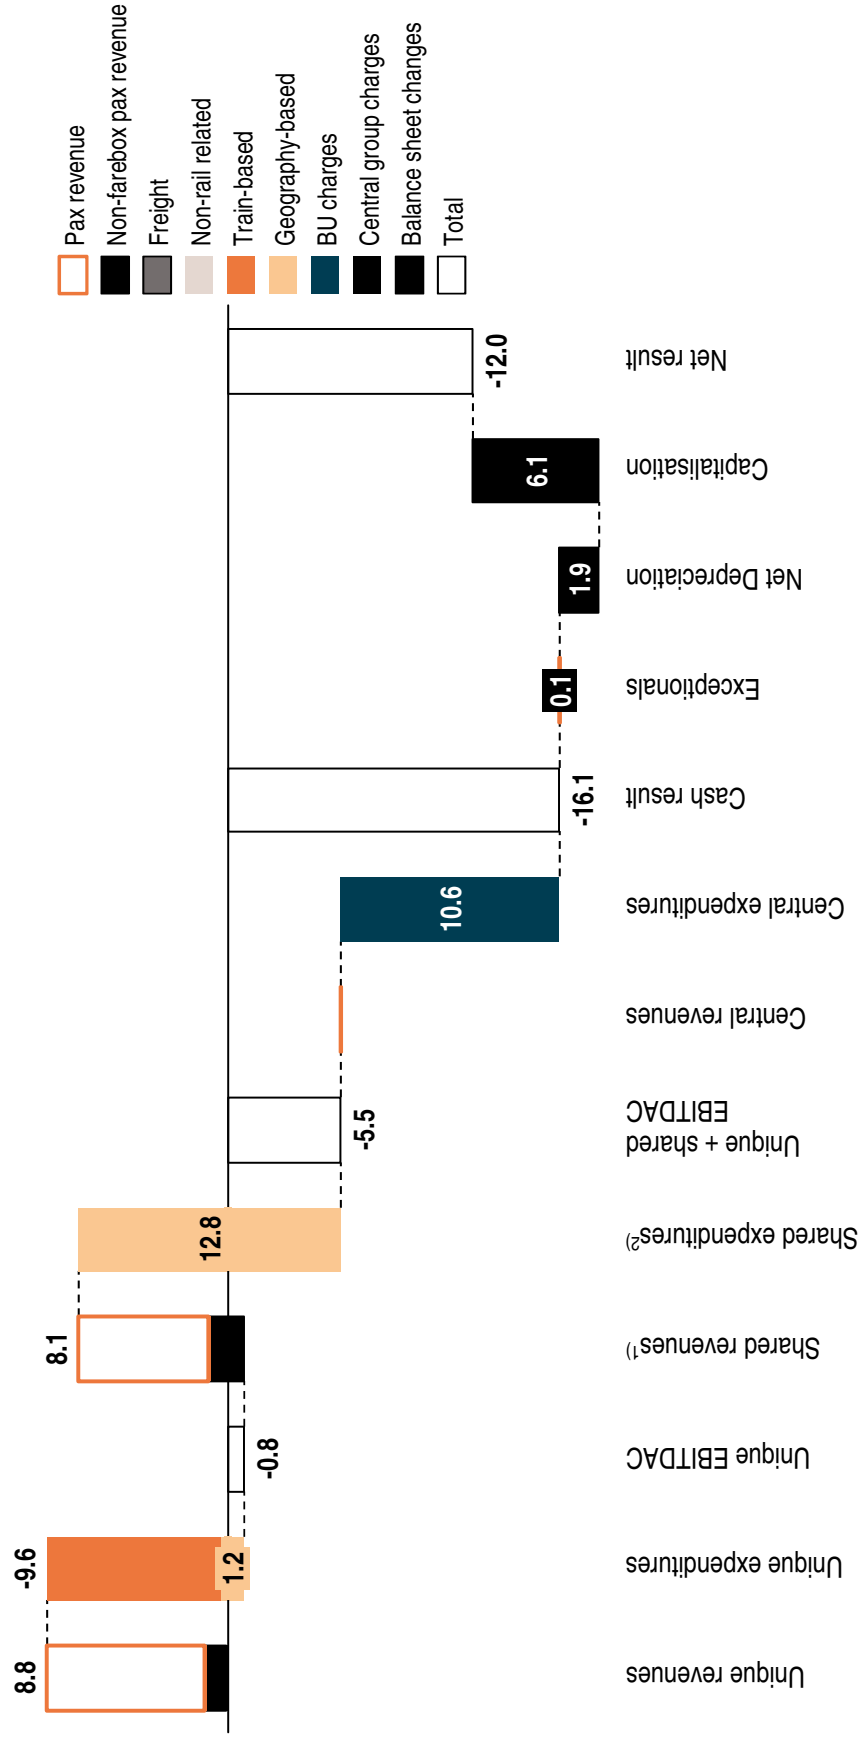 Pax revenue
Non-farebox pax revenue
Freight
Non-rail related
Train-based
Geography-based
BU charges
Central group charges
Balance sheet changes
Total
8.8
-9.6
1.2
-0.8
8.1
12.8
-5.5
10.6
-16.1
0.1
1.9
6.1
-12.0
Unique revenues
Unique expenditures
Unique EBITDAC
Shared revenues1)
Shared expenditures2)
Unique + shared
EBITDAC
Central revenues
Central expenditures
Cash result
Exceptionals
Net Depreciation
Capitalisation
Net result